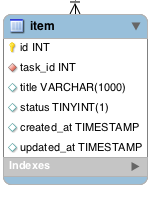 item
id INT
task_id INT
title VARCHAR(1000)
status TINYINT(1)
created_at TIMESTAMP
updated_at TIMESTAMP
Indexes